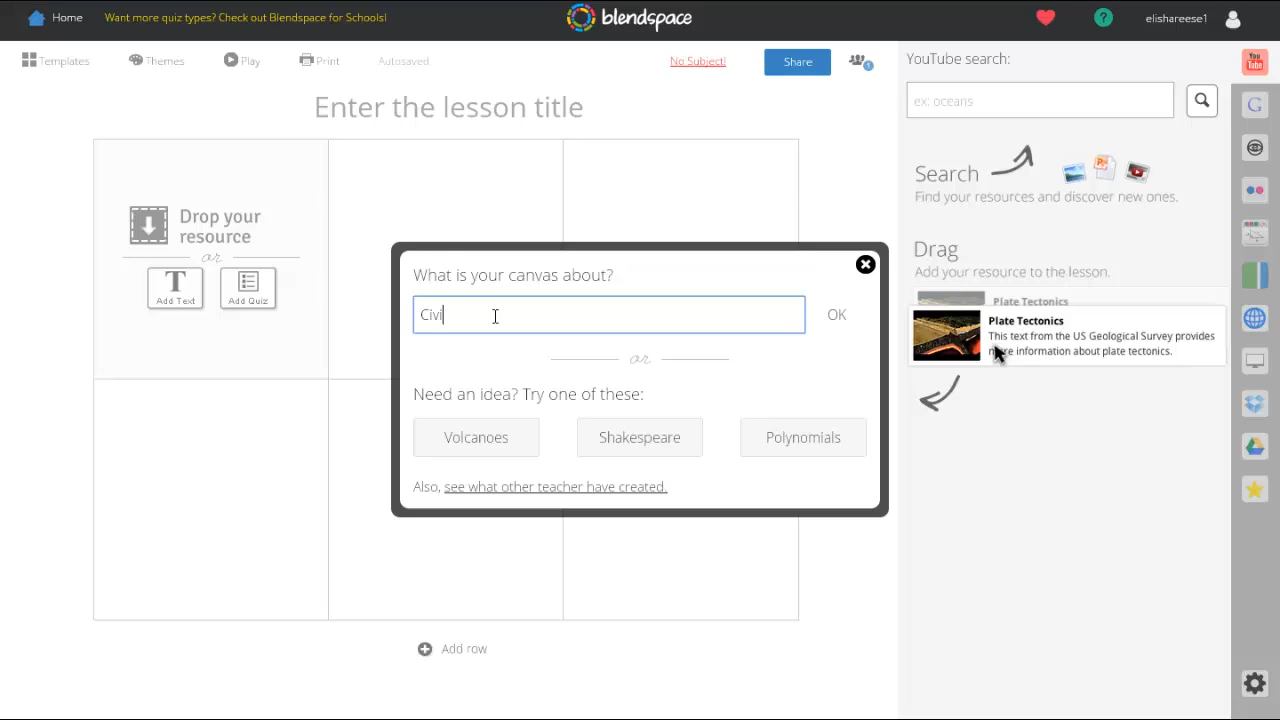 Home
Want more quiz types? Check out Blendspace for Schools!
blendspace
elishareese1
Templates
Themes
Play
Print
Autosaved.
No Subject!
Share
1
Enter the lesson title
Drop your
resource
or
T
Add Text
Add Quiz
What is your canvas about?
Civi
OK
or
Need an idea? Try one of these:
Volcanoes
Shakespeare
Polynomials
Also, see what other teacher have created.
Add row
YouTube search:
ex: oceans
Search
Find your resources and discover new ones.
Drag
Add your resource to the lesson.
Plate Tectonics
Plate Tectonics
This text from the US Geological Survey provides
more information about plate tectonics.
You
Tube
G